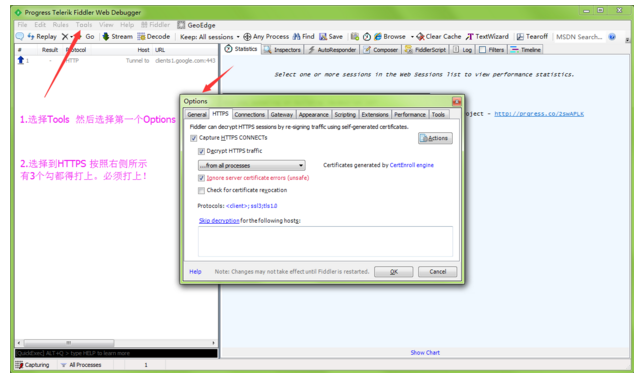 Progress Telerik Fiddler Web Debugger
File Edit Rules Tools View Help Fiddler GeoEdge
Replay Go Stream Decode Keep: All sessions Any Process Find Save Browse Clear Cache TextWizard Tearoff MSDN Search...
# Result Protocol Host URL
Statistics Inspectors AutoResponder Composer FiddlerScript Log Filters Timeline
1 - HTTP Tunnel to clients1.google.com:443
Select one or more sessions in the Web Sessions list to view performance statistics.
oject - http://progress.co/2swAPLK
1.选择Tools 然后选择第一个Options
2.选择到HTTPS 按照右侧所示
有3个勾都得打上。必须打上！
Options
General HTTPS Connections Gateway Appearance Scripting Extensions Performance Tools
Fiddler can decrypt HTTPS sessions by re-signing traffic using self-generated certificates.
Capture HTTPS CONNECTs
Actions
Decrypt HTTPS traffic
...from all processes
Certificates generated by CertEnroll engine
Ignore server certificate errors (unsafe)
Check for certificate revocation
Protocols: <client>;ssl3;tls1.0
Skip decryption for the following hosts:
Help Note: Changes may not take effect until Fiddler is restarted. OK Cancel
[QuickExec] ALT+Q > type HELP to learn more
Show Chart
Capturing All Processes 1